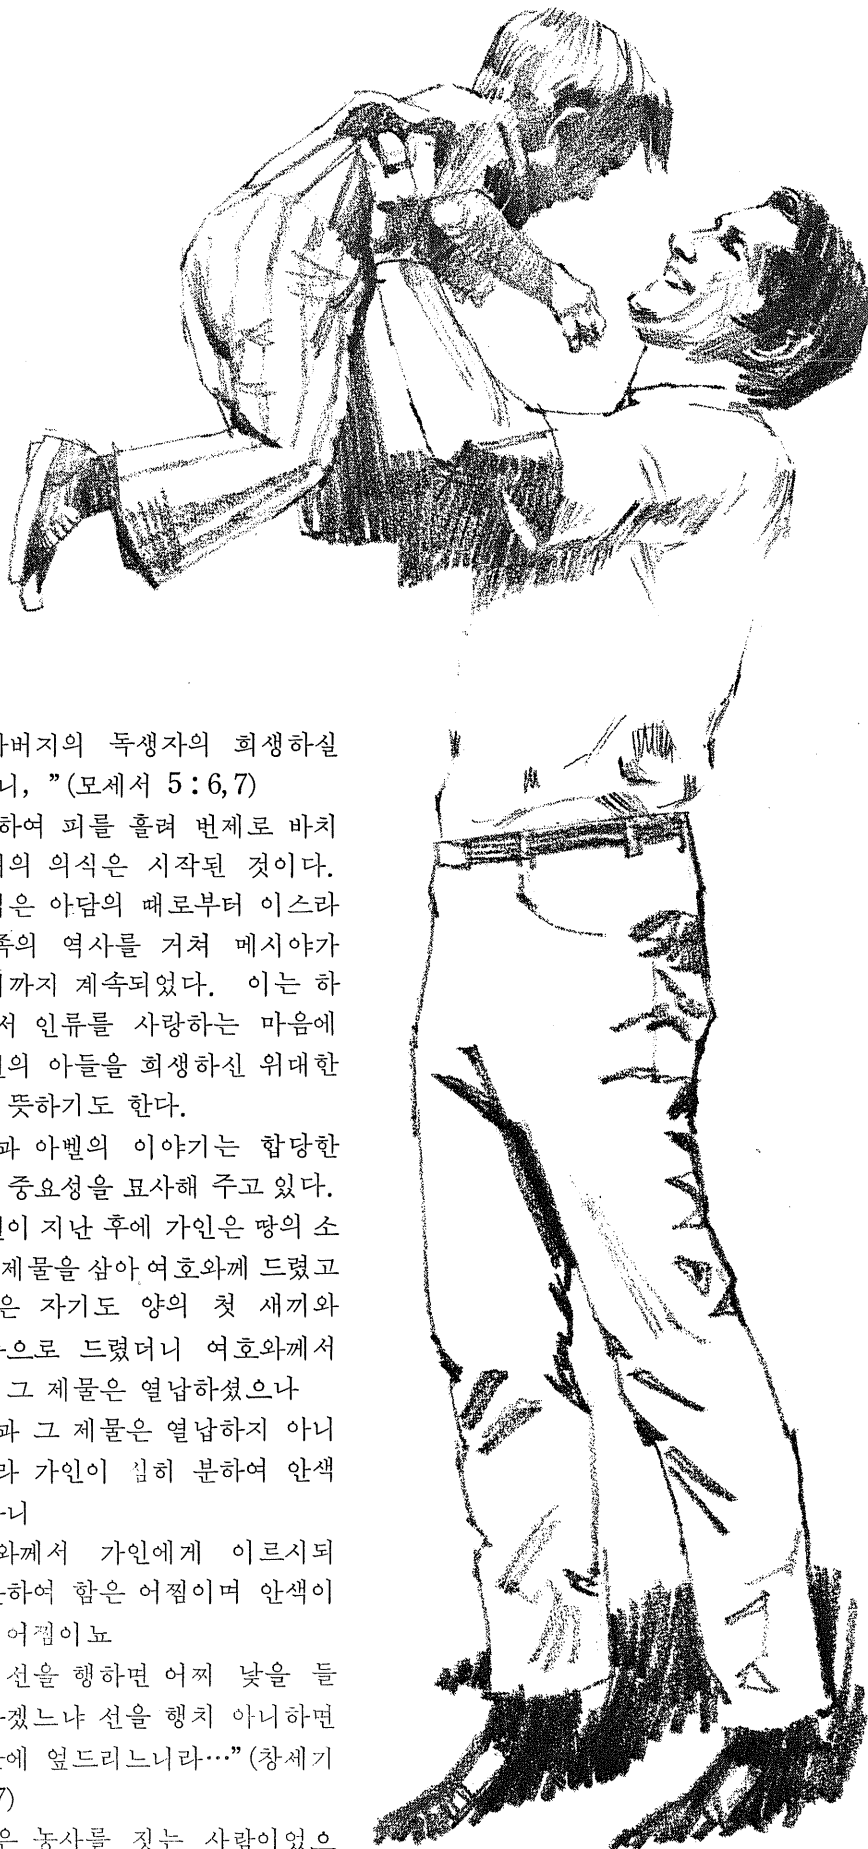 버지의 독생자의 희생하실
니, ”(모세서 5 : 6, 7)
하여 피를 흘려 번제로 바치
의 의식은 시작된 것이다.
은 아담의 때로부터 이스라
족의 역사를 거쳐 메시야가
까지 계속되었다. 이는 하
서 인류를 사랑하는 마음에
의 아들을 희생하신 위대한
뜻하기도 한다.
과 아벨의 이야기는 합당한
중요성을 묘사해 주고 있다.
이 지난 후에 가인은 땅의 소
제물을 삼아 여호와께 드렸고
은 자기도 양의 첫 새끼와
으로 드렸더니 여호와께서
그 제물은 열납하셨으나
과 그 제물은 열납하지 아니
라 가인이 심히 분하여 안색
니
와께서 가인에게 이르시되
하여 함은 어찜이며 안색이
어찜이뇨
선을 행하면 어찌 낯을 들
겠느냐 선을 행치 아니하면
에 엎드리느니라…”(창세기
7)
은 농사를 짓는 사람이었으